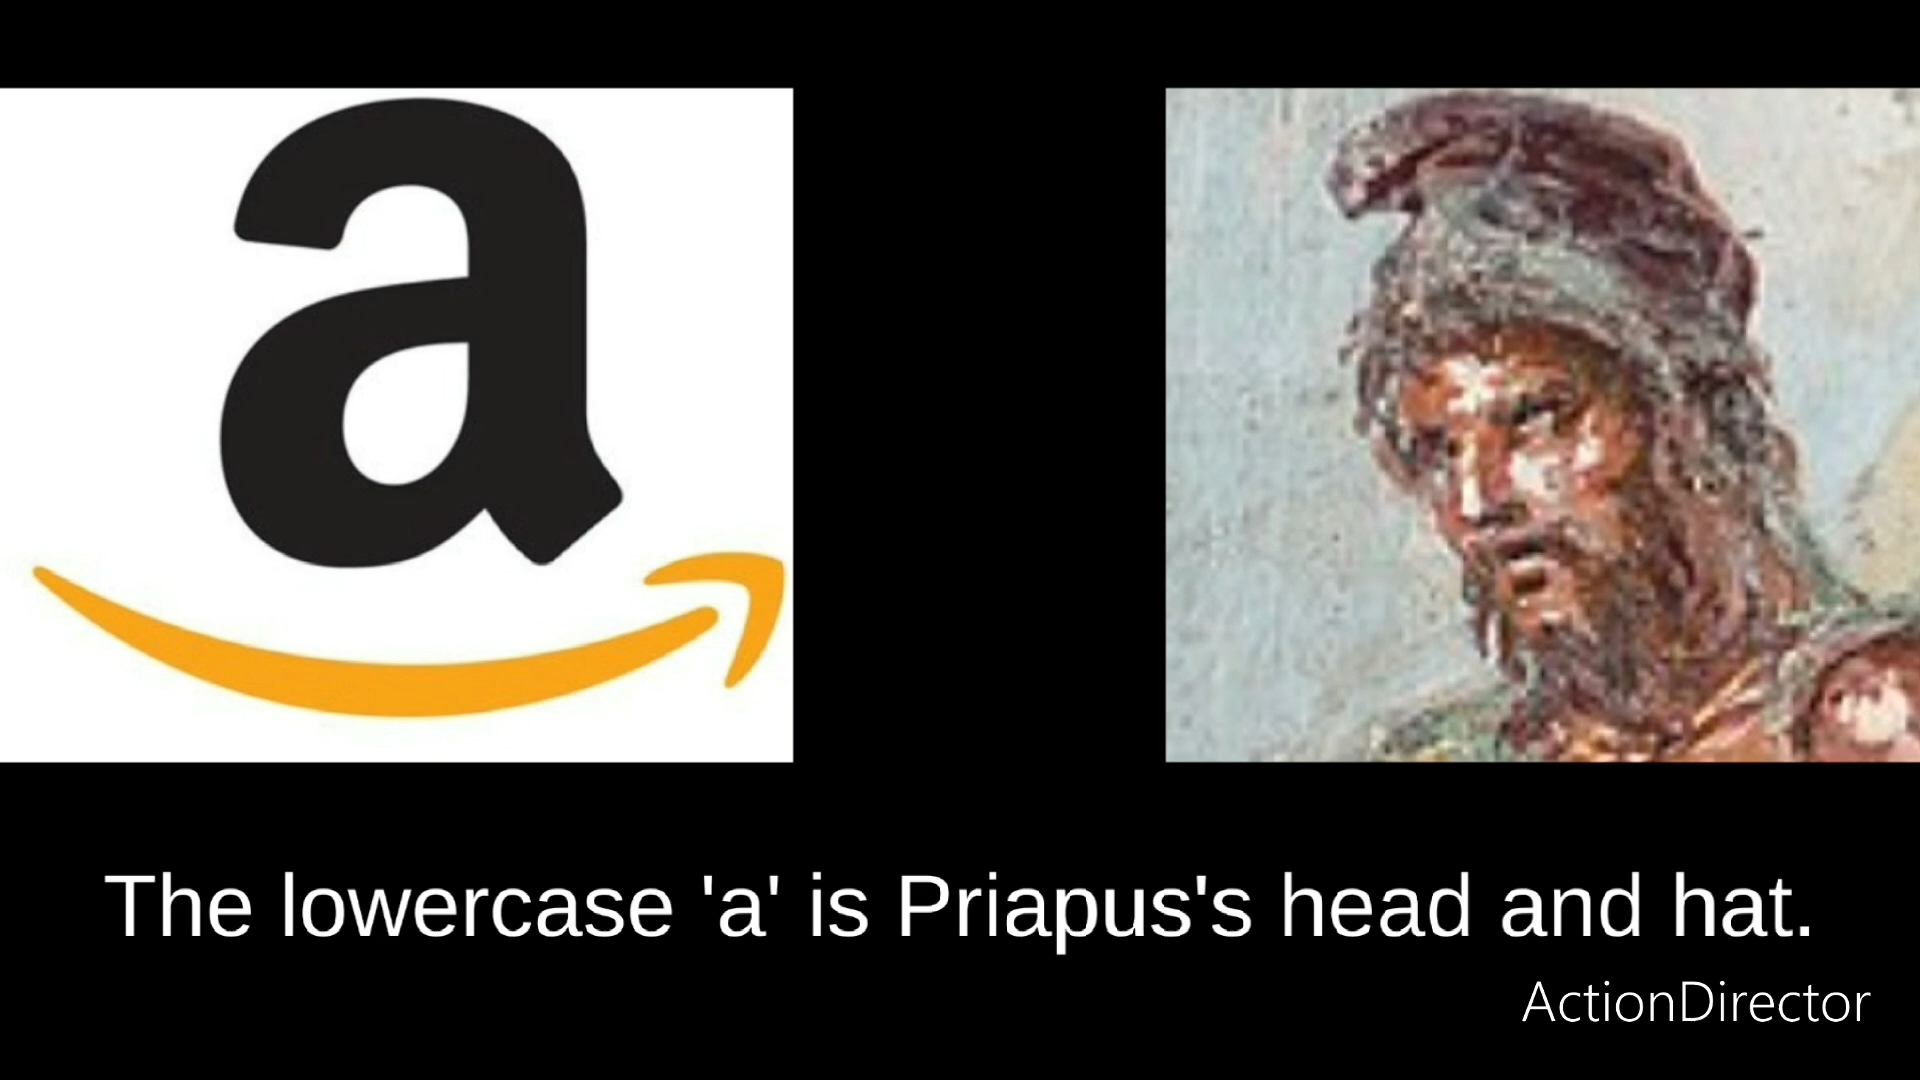 a
The lowercase 'a' is Priapus's head and hat.
ActionDirector